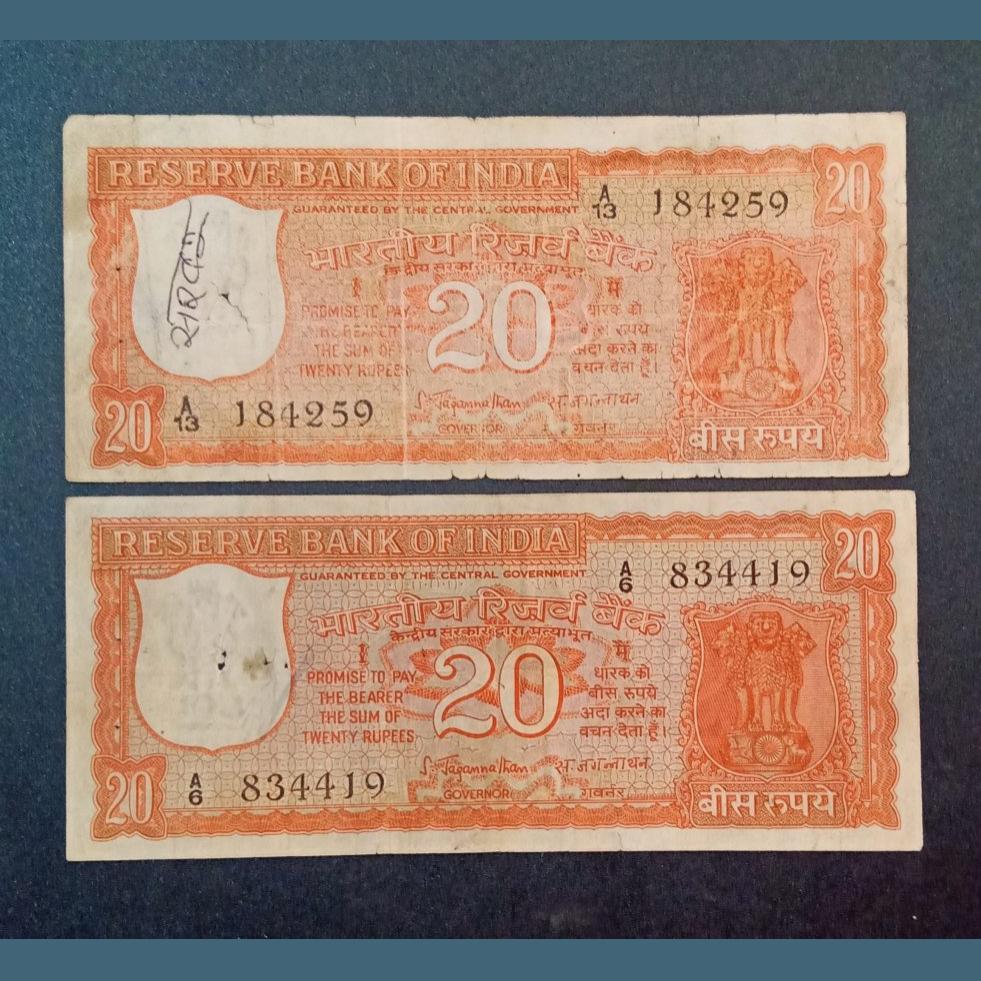 RESERVE BANK OF INDIA
20
GUARANTEED BY THE CENTRAL GOVERNMENT
A/13 184259
भारतीय रिज़र्व बैंक
केन्द्रीय सरकार द्वारा प्रत्याभूत
I
मैं
PROMISE TO PAY
THE BEARER
THE SUM OF
TWENTY RUPEES
20
धारक को
बीस रुपये
अदा करने का
वचन देता हूँ।
S. Jagannathan
स. जगन्नाथन
GOVERNOR
गवर्नर
A/13 184259
20
बीस रुपये
RESERVE BANK OF INDIA
20
GUARANTEED BY THE CENTRAL GOVERNMENT
A/6 834419
भारतीय रिज़र्व बैंक
केन्द्रीय सरकार द्वारा प्रत्याभूत
I
मैं
PROMISE TO PAY
THE BEARER
THE SUM OF
TWENTY RUPEES
20
धारक को
बीस रुपये
अदा करने का
वचन देता हूँ।
S. Jagannathan
स. जगन्नाथन
GOVERNOR
गवर्नर
A/6 834419
20
बीस रुपये